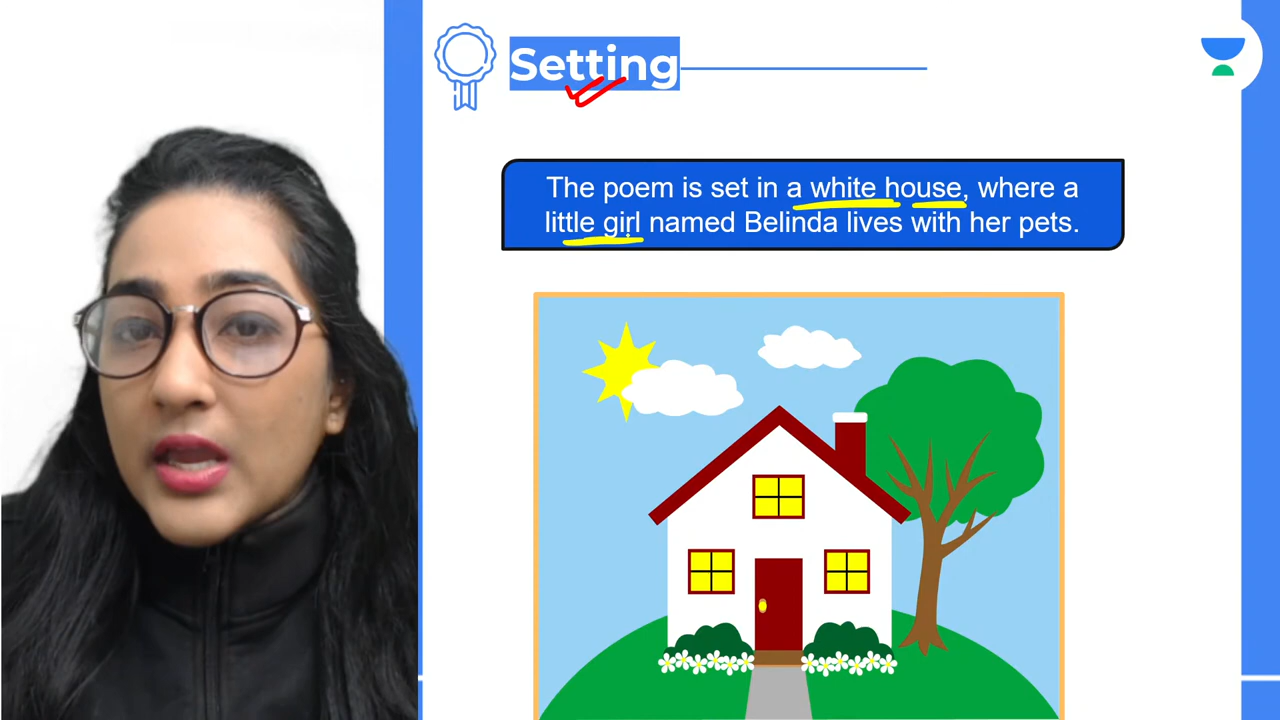 Setting
The poem is set in a white house, where a
little girl named Belinda lives with her pets.